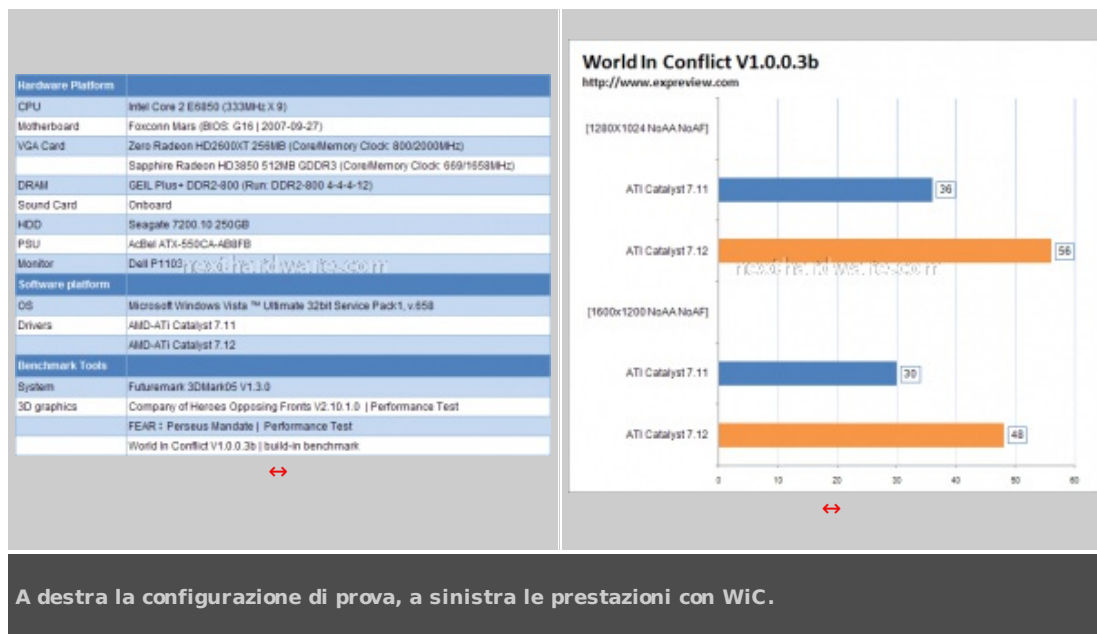 Hardware Platform
CPU Intel Core 2 E6850 (333MHz X 9)
Motherboard Foxconn Mars (BIOS: G16 | 2007-09-27)
VGA Card Zero Radeon HD2600XT 256MB (Core/Memory Clock: 800/2000MHz)
Sapphire Radeon HD3850 512MB GDDR3 (Core/Memory Clock: 669/1658MHz)
DRAM GEIL Plus+ DDR2-800 (Run: DDR2-800 4-4-4-12)
Sound Card Onboard
HDD Seagate 7200.10 250GB
PSU AcBel ATX-550CA-AB8FB
Monitor Dell P1103
nexthardware.com
Software platform
OS Microsoft Windows Vista ™ Ultimate 32bit Service Pack1, v.658
Drivers AMD-ATi Catalyst 7.11
AMD-ATi Catalyst 7.12
Benchmark Tools
System Futuremark 3DMark05 V1.3.0
3D graphics Company of Heroes Opposing Fronts V2.10.1.0 | Performance Test
FEAR: Perseus Mandate | Performance Test
World In Conflict V1.0.0.3b | build-in benchmark
World In Conflict V1.0.0.3b
http://www.expreview.com
[1280X1024 NoAA NoAF]
ATI Catalyst 7.11 36
ATI Catalyst 7.12 56
nexthardware.com
[1600x1200 NoAA NoAF]
ATI Catalyst 7.11 30
ATI Catalyst 7.12 48
0 10 20 30 40 50 60
A destra la configurazione di prova, a sinistra le prestazioni con WiC.